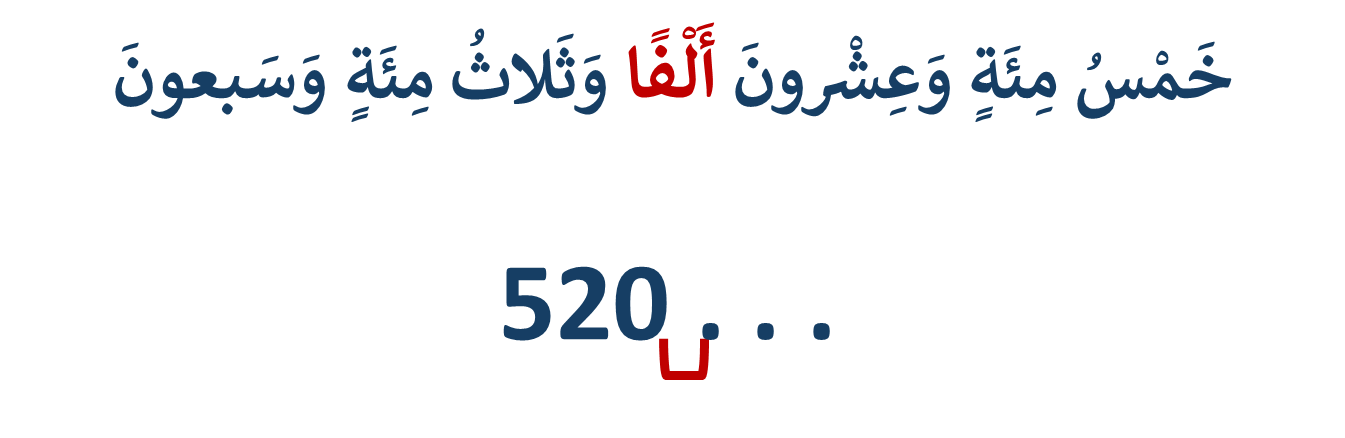 خَمْسُ مِئَةٍ وَعِشْرونَ أَلْفًا وَثَلاثُ مِئَةٍ وَسَبعونَ
520 . . .